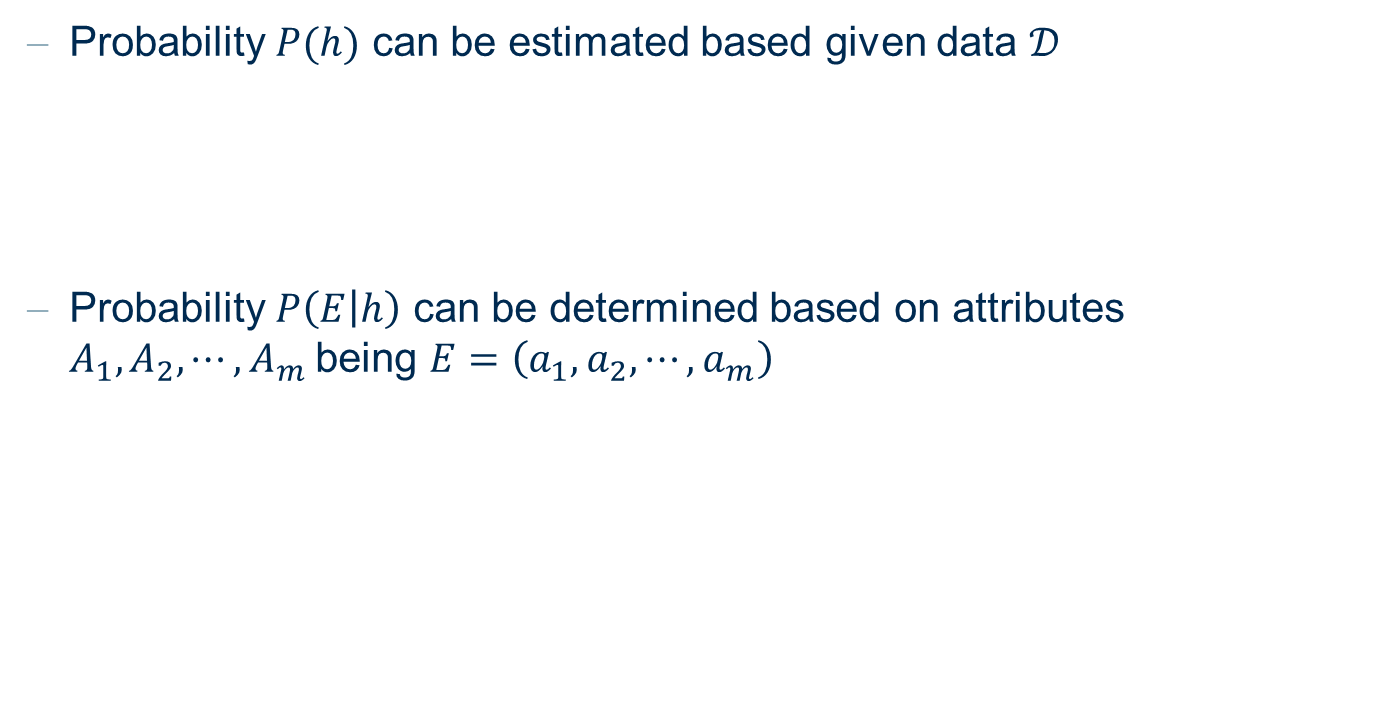 – Probability 𝑃(ℎ) can be estimated based given data 𝒟
– Probability 𝑃(𝐸|ℎ) can be determined based on attributes
𝐴₁, 𝐴₂, ⋯ , 𝐴ₘ being 𝐸 = (𝑎₁, 𝑎₂, ⋯ , 𝑎ₘ)